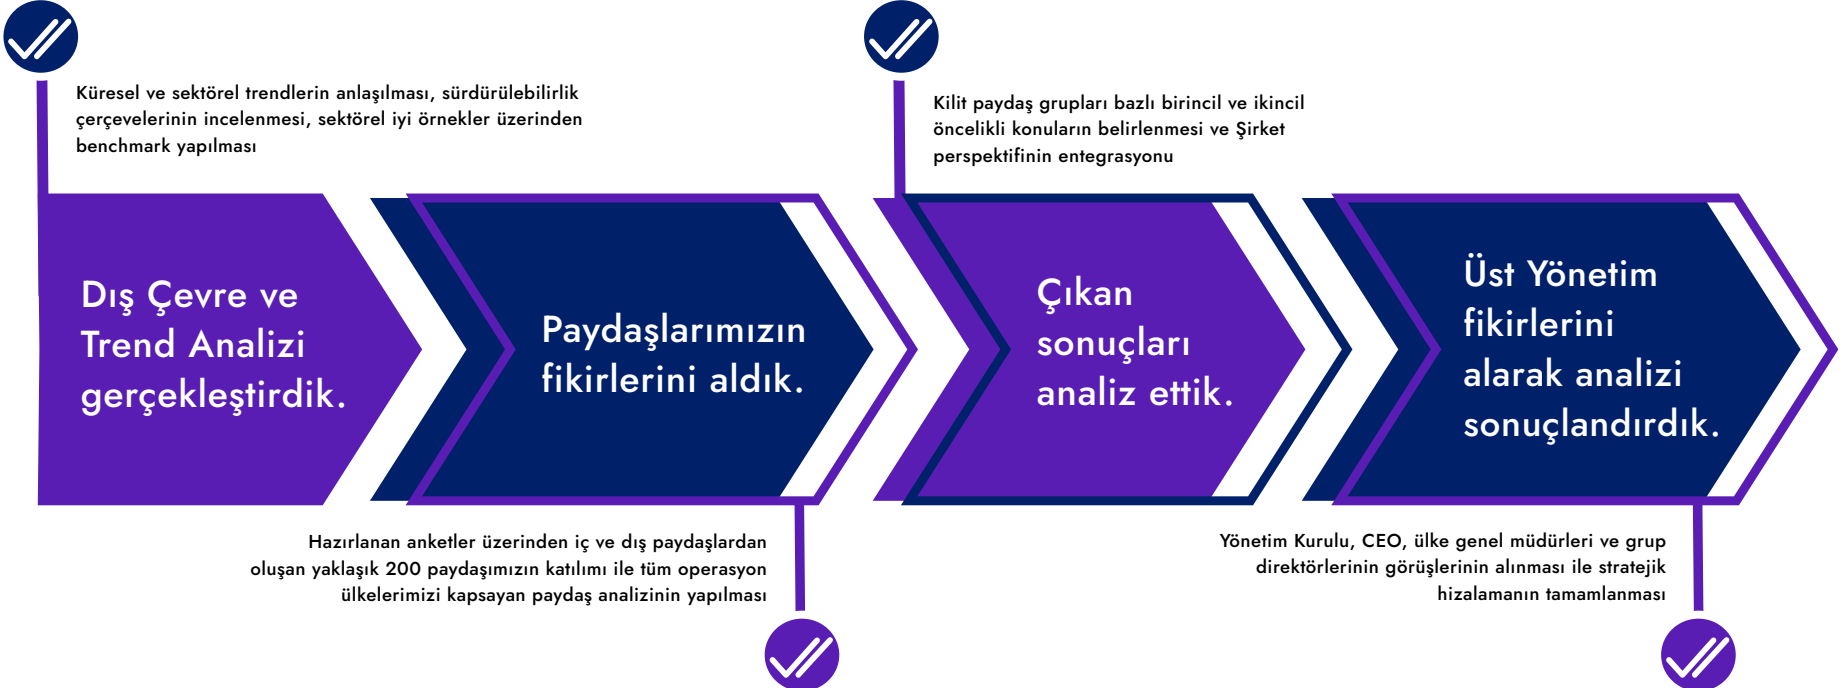 Küresel ve sektörel trendlerin anlaşılması, sürdürülebilirlik
çerçevelerinin incelenmesi, sektörel iyi örnekler üzerinden
benchmark yapılması
Dış Çevre ve
Trend Analizi
gerçekleştirdik.
Paydaşlarımızın
fikirlerini aldık.
Hazırlanan anketler üzerinden iç ve dış paydaşlardan
oluşan yaklaşık 200 paydaşımızın katılımı ile tüm operasyon
ülkelerimizi kapsayan paydaş analizinin yapılması
Kilit paydaş grupları bazlı birincil ve ikincil
öncelikli konuların belirlenmesi ve Şirket
perspektifinin entegrasyonu
Çıkan
sonuçları
analiz ettik.
Üst Yönetim
fikirlerini
alarak analizi
sonuçlandırdık.
Yönetim Kurulu, CEO, ülke genel müdürleri ve grup
direktörlerinin görüşlerinin alınması ile stratejik
hizalamanın tamamlanması